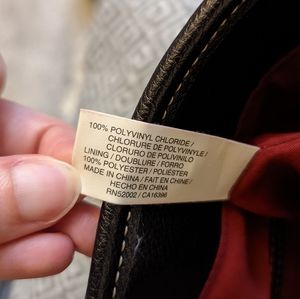 100% POLYVINYL CHLORIDE /
CHLORURE DE POLYVINYLE /
CLORURO DE POLIVINILO
LINING / DOUBLURE / FORRO
100% POLYESTER / POLIÉSTER
MADE IN CHINA / FAIT EN CHINE /
HECHO EN CHINA
RN52002 / CA16396